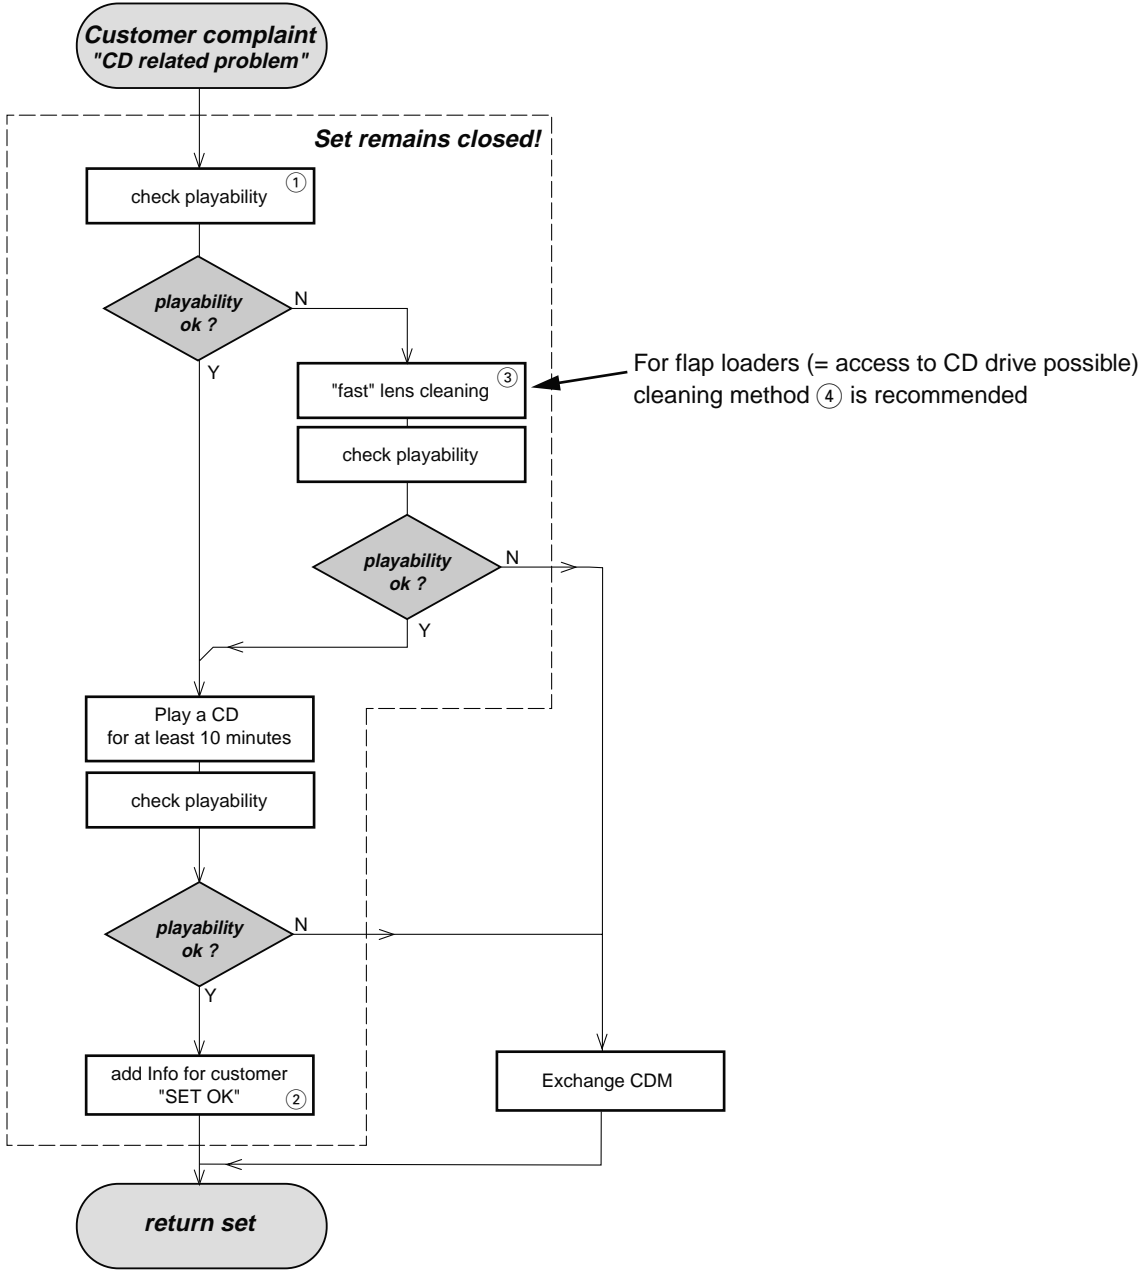 Customer complaint
"CD related problem"
Set remains closed!
① 
check playability
playability
ok ?
N
Y
③
"fast" lens cleaning
For flap loaders (= access to CD drive possible)
cleaning method ④ is recommended
check playability
playability
ok ?
N
Y
Play a CD
for at least 10 minutes
check playability
playability
ok ?
N
Y
add Info for customer
"SET OK" ②
Exchange CDM
return set